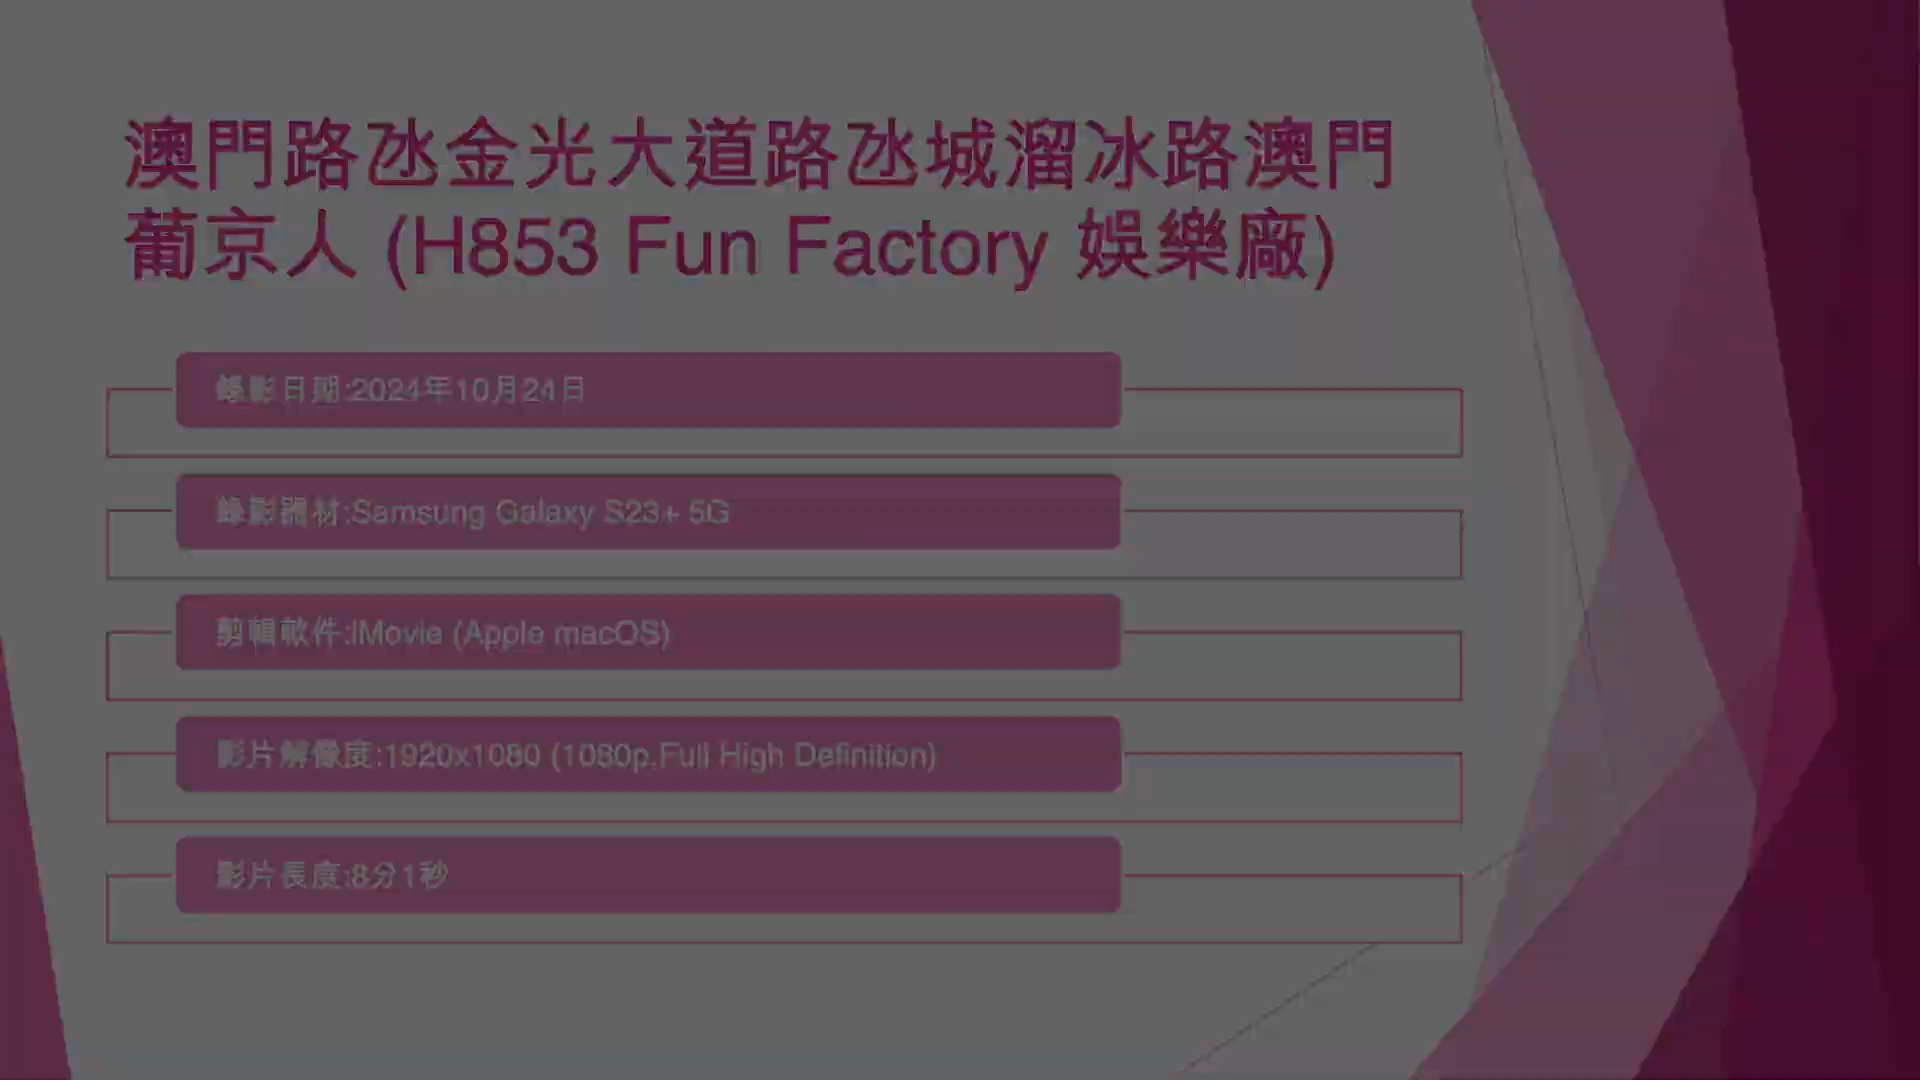 澳門路氹金光大道路氹城溜冰路澳門
葡京人 (H853 Fun Factory 娛樂廠)
錄影日期:2024年10月24日
錄影器材:Samsung Galaxy S23+ 5G
剪輯軟件:iMovie (Apple macOS)
影片解像度:1920x1080 (1080p,Full High Definition)
影片長度:8分1秒